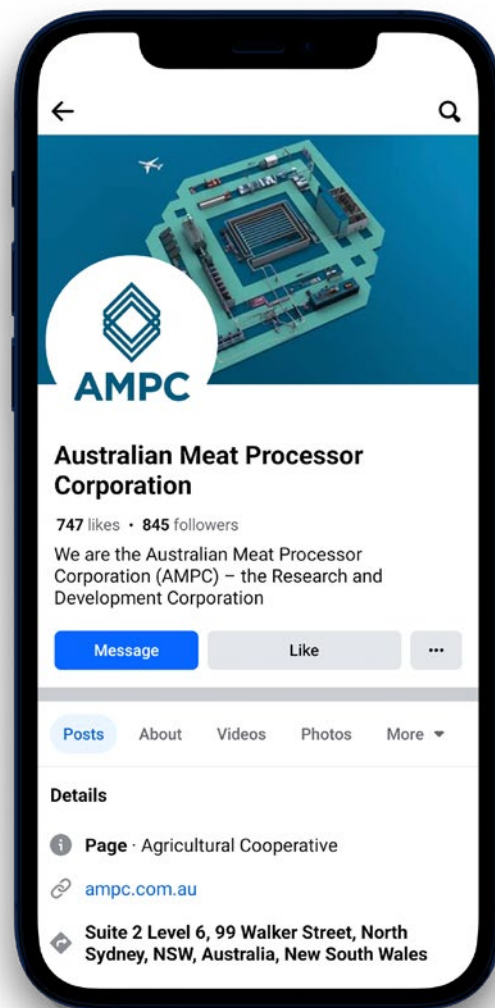 AMPC
Australian Meat Processor
Corporation
747 likes • 845 followers
We are the Australian Meat Processor
Corporation (AMPC) – the Research and
Development Corporation
Message
Like
Posts
About
Videos
Photos
More
Details
Page · Agricultural Cooperative
ampc.com.au
Suite 2 Level 6, 99 Walker Street, North
Sydney, NSW, Australia, New South Wales